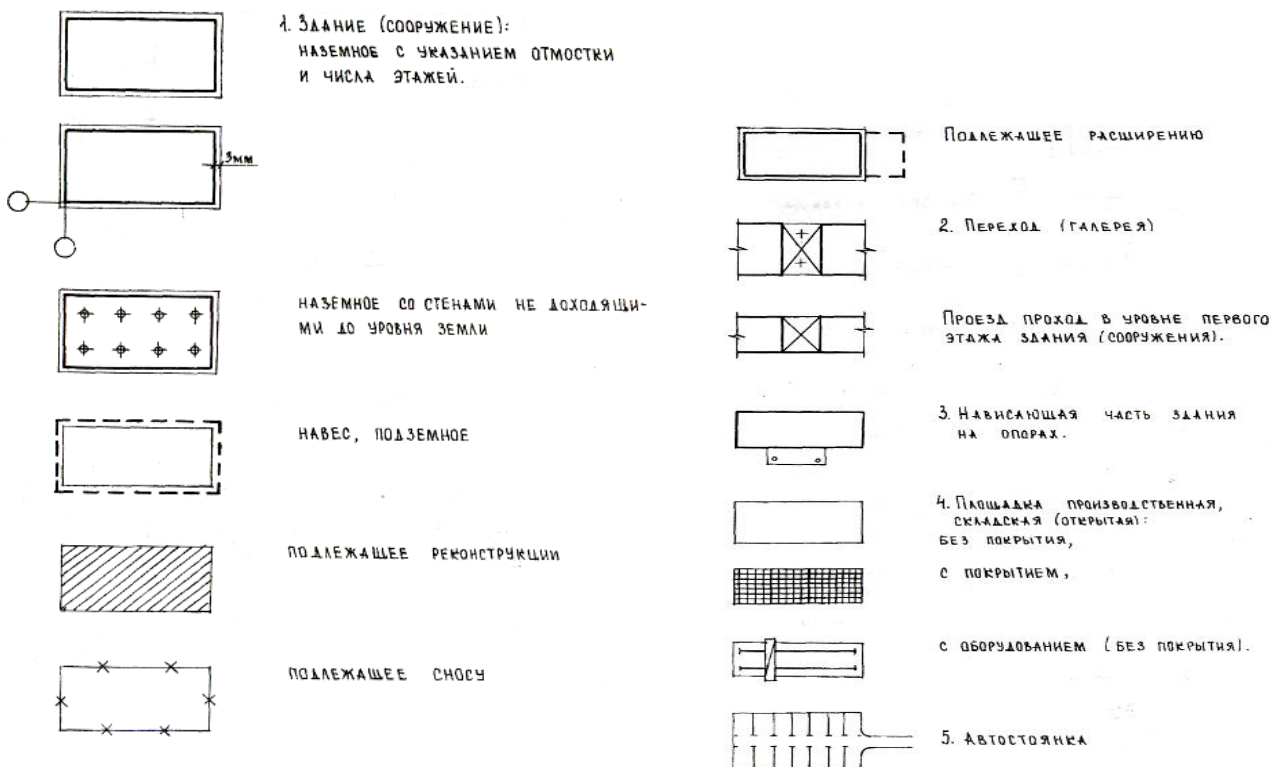 1. Здание (сооружение):
наземное с указанием отмостки
и числа этажей.
3мм
наземное со стенами не доходящи-
ми до уровня земли
навес, подземное
подлежащее реконструкции
подлежащее сносу
Подлежащее расширению
2. Переход (галерея)
Проезд проход в уровне первого
этажа здания (сооружения).
3. Нависающая часть здания
на опорах.
4. Площадка производственная,
складская (открытая):
без покрытия,
с покрытием,
с оборудованием (без покрытия).
5. Автостоянка